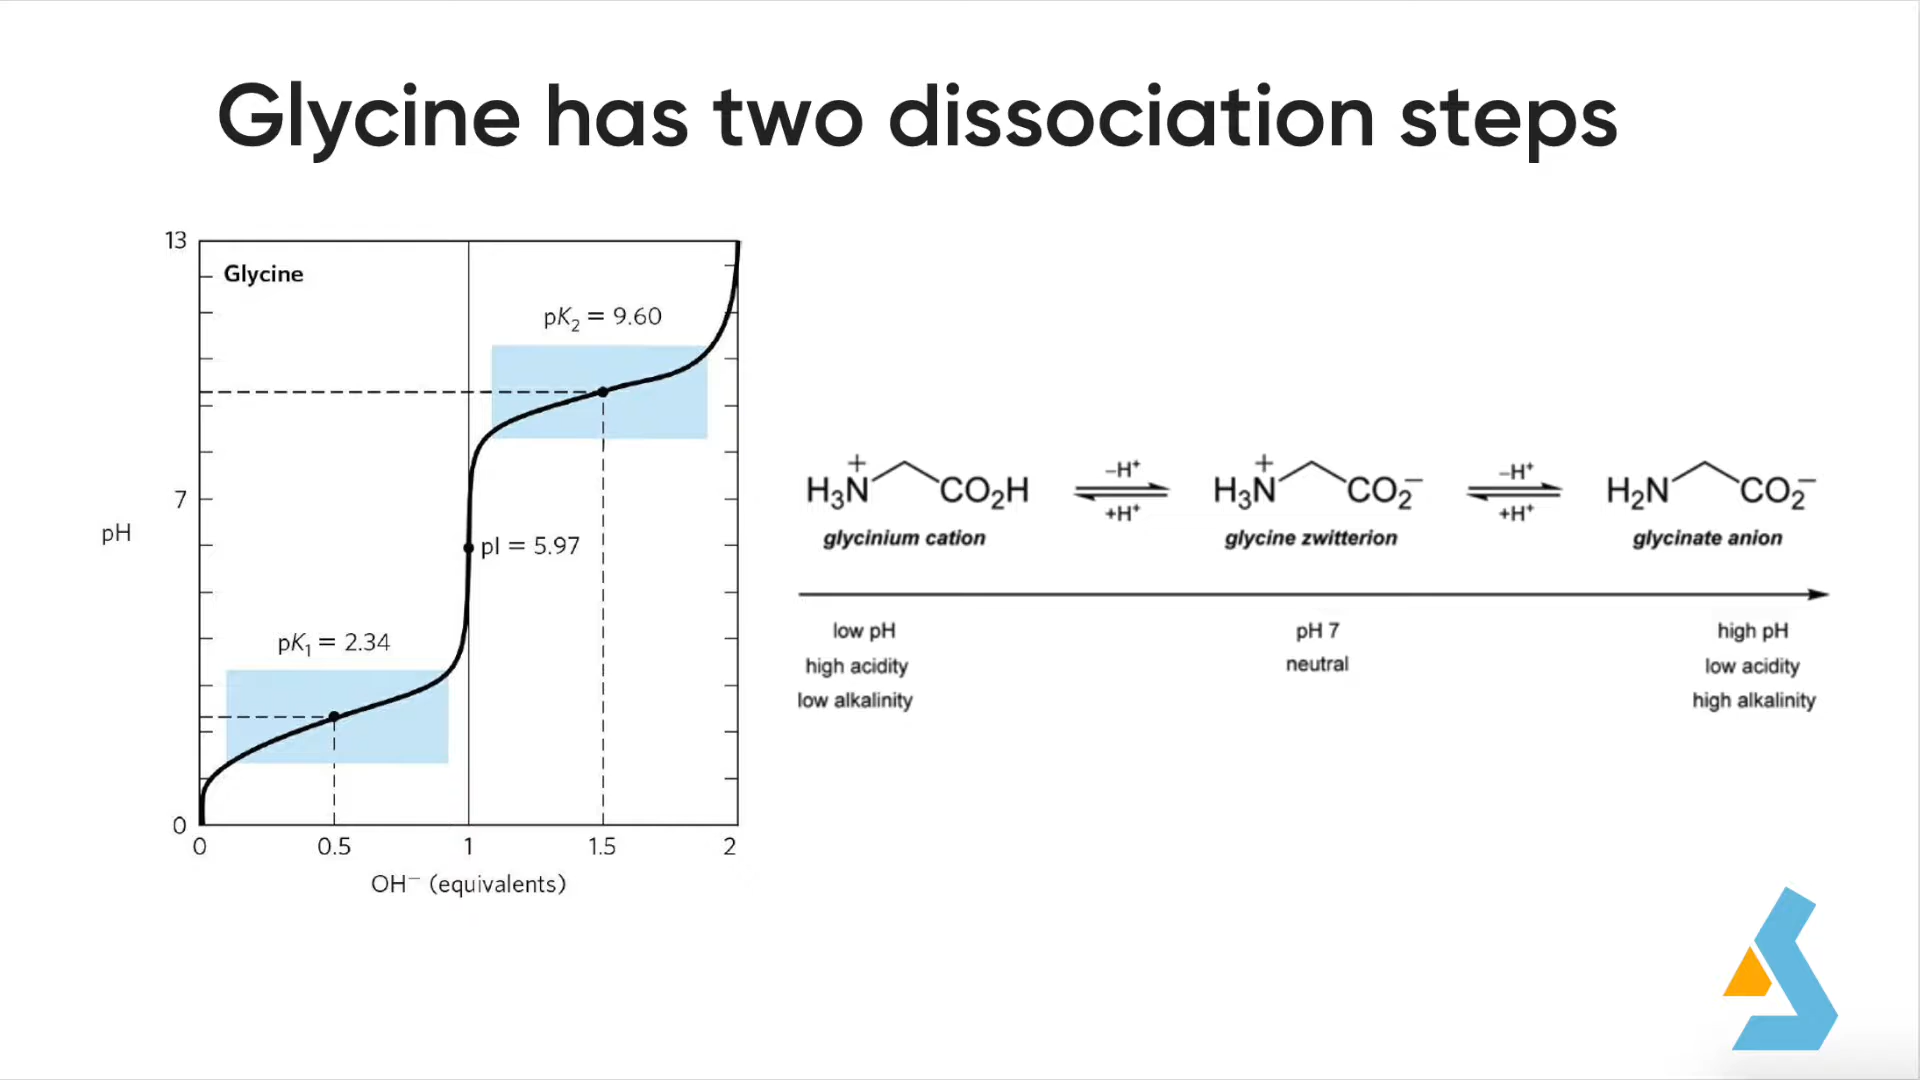 Glycine has two dissociation steps
13
Glycine
pK₂ = 9.60
7
pH
pI = 5.97
pK₁ = 2.34
0
0 0.5 1 1.5 2
OH⁻ (equivalents)
H₃N⁺ CO₂H −H⁺ H₃N⁺ CO₂⁻ −H⁺ H₂N CO₂⁻
+H⁺ +H⁺
glycinium cation glycine zwitterion glycinate anion
low pH pH 7 high pH
high acidity neutral low acidity
low alkalinity high alkalinity